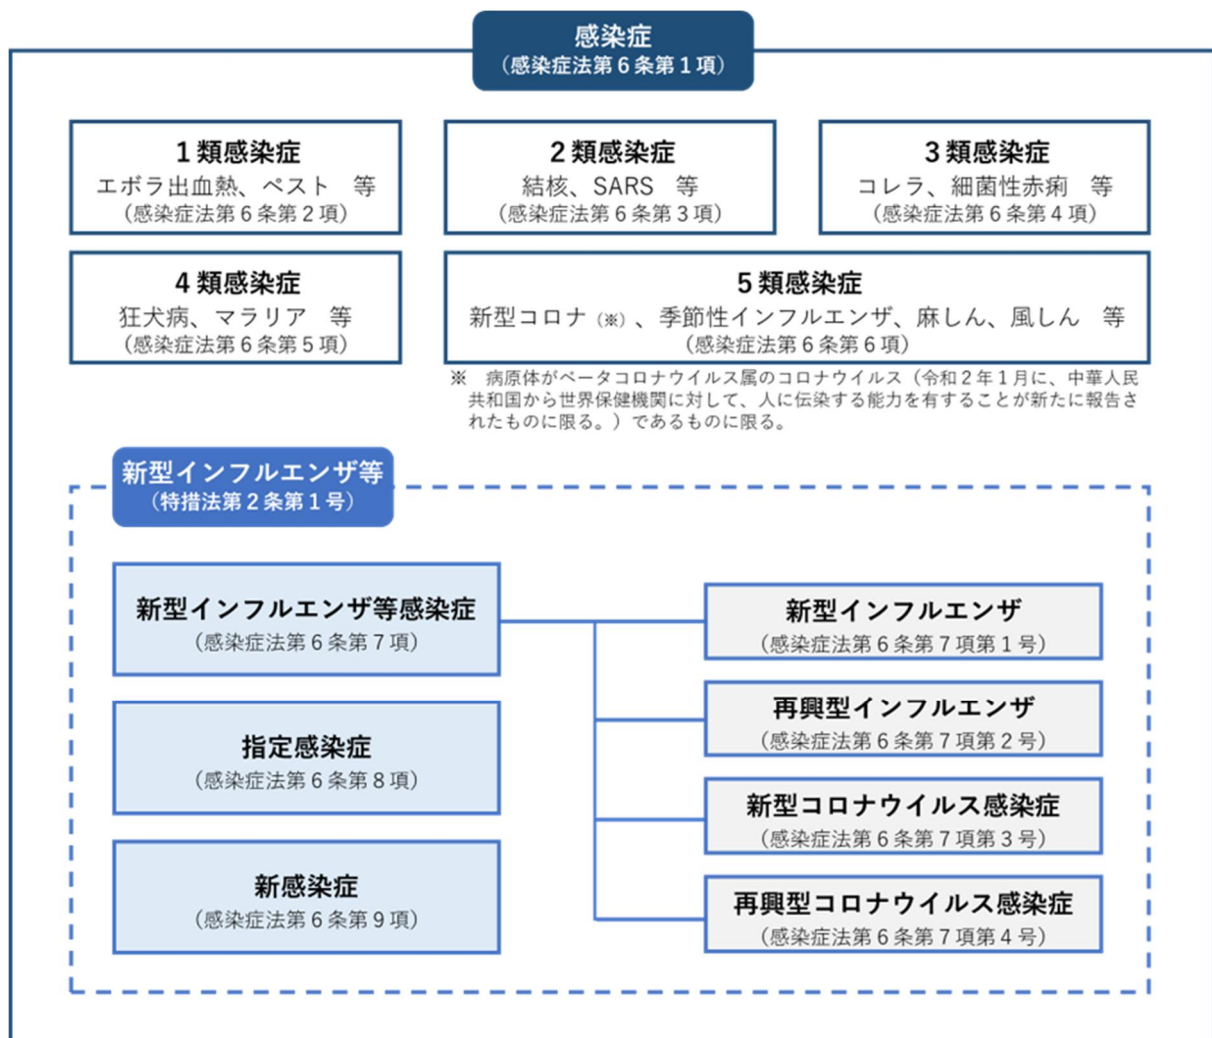 感染症
（感染症法第６条第１項）
１類感染症
エボラ出血熱、ペスト　等
（感染症法第６条第２項）
２類感染症
結核、SARS　等
（感染症法第６条第３項）
３類感染症
コレラ、細菌性赤痢　等
（感染症法第６条第４項）
４類感染症
狂犬病、マラリア　等
（感染症法第６条第５項）
５類感染症
新型コロナ（※）、季節性インフルエンザ、麻しん、風しん　等
（感染症法第６条第６項）
※　病原体がベータコロナウイルス属のコロナウイルス（令和２年１月に、中華人民
共和国から世界保健機関に対して、人に伝染する能力を有することが新たに報告さ
れたものに限る。）であるものに限る。
新型インフルエンザ等
（特措法第２条第１号）
新型インフルエンザ等感染症
（感染症法第６条第７項）
指定感染症
（感染症法第６条第８項）
新感染症
（感染症法第６条第９項）
新型インフルエンザ
（感染症法第６条第７項第１号）
再興型インフルエンザ
（感染症法第６条第７項第２号）
新型コロナウイルス感染症
（感染症法第６条第７項第３号）
再興型コロナウイルス感染症
（感染症法第６条第７項第４号）